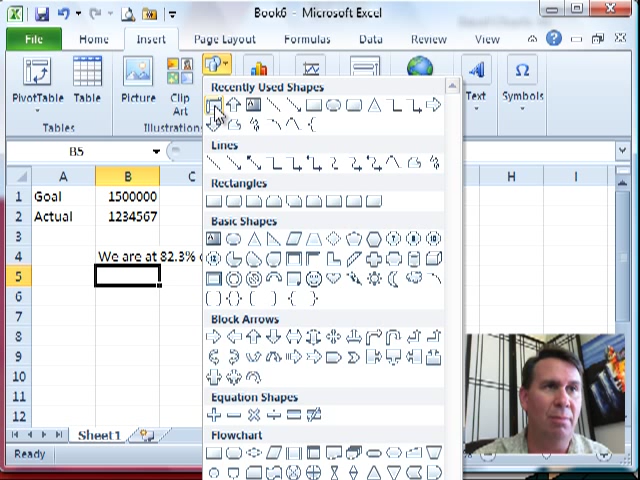 Book6 - Microsoft Excel
File Home Insert Page Layout Formulas Data Review View
PivotTable Table Picture Clip Art Text Symbols
Tables Illustrations
B5
A B C H I
1 Goal 1500000
2 Actual 1234567
3
4 We are at 82.3%
5
6
7
8
9
10
11
12
Recently Used Shapes
Lines
Rectangles
Basic Shapes
Block Arrows
Equation Shapes
Flowchart
Sheet1
Ready